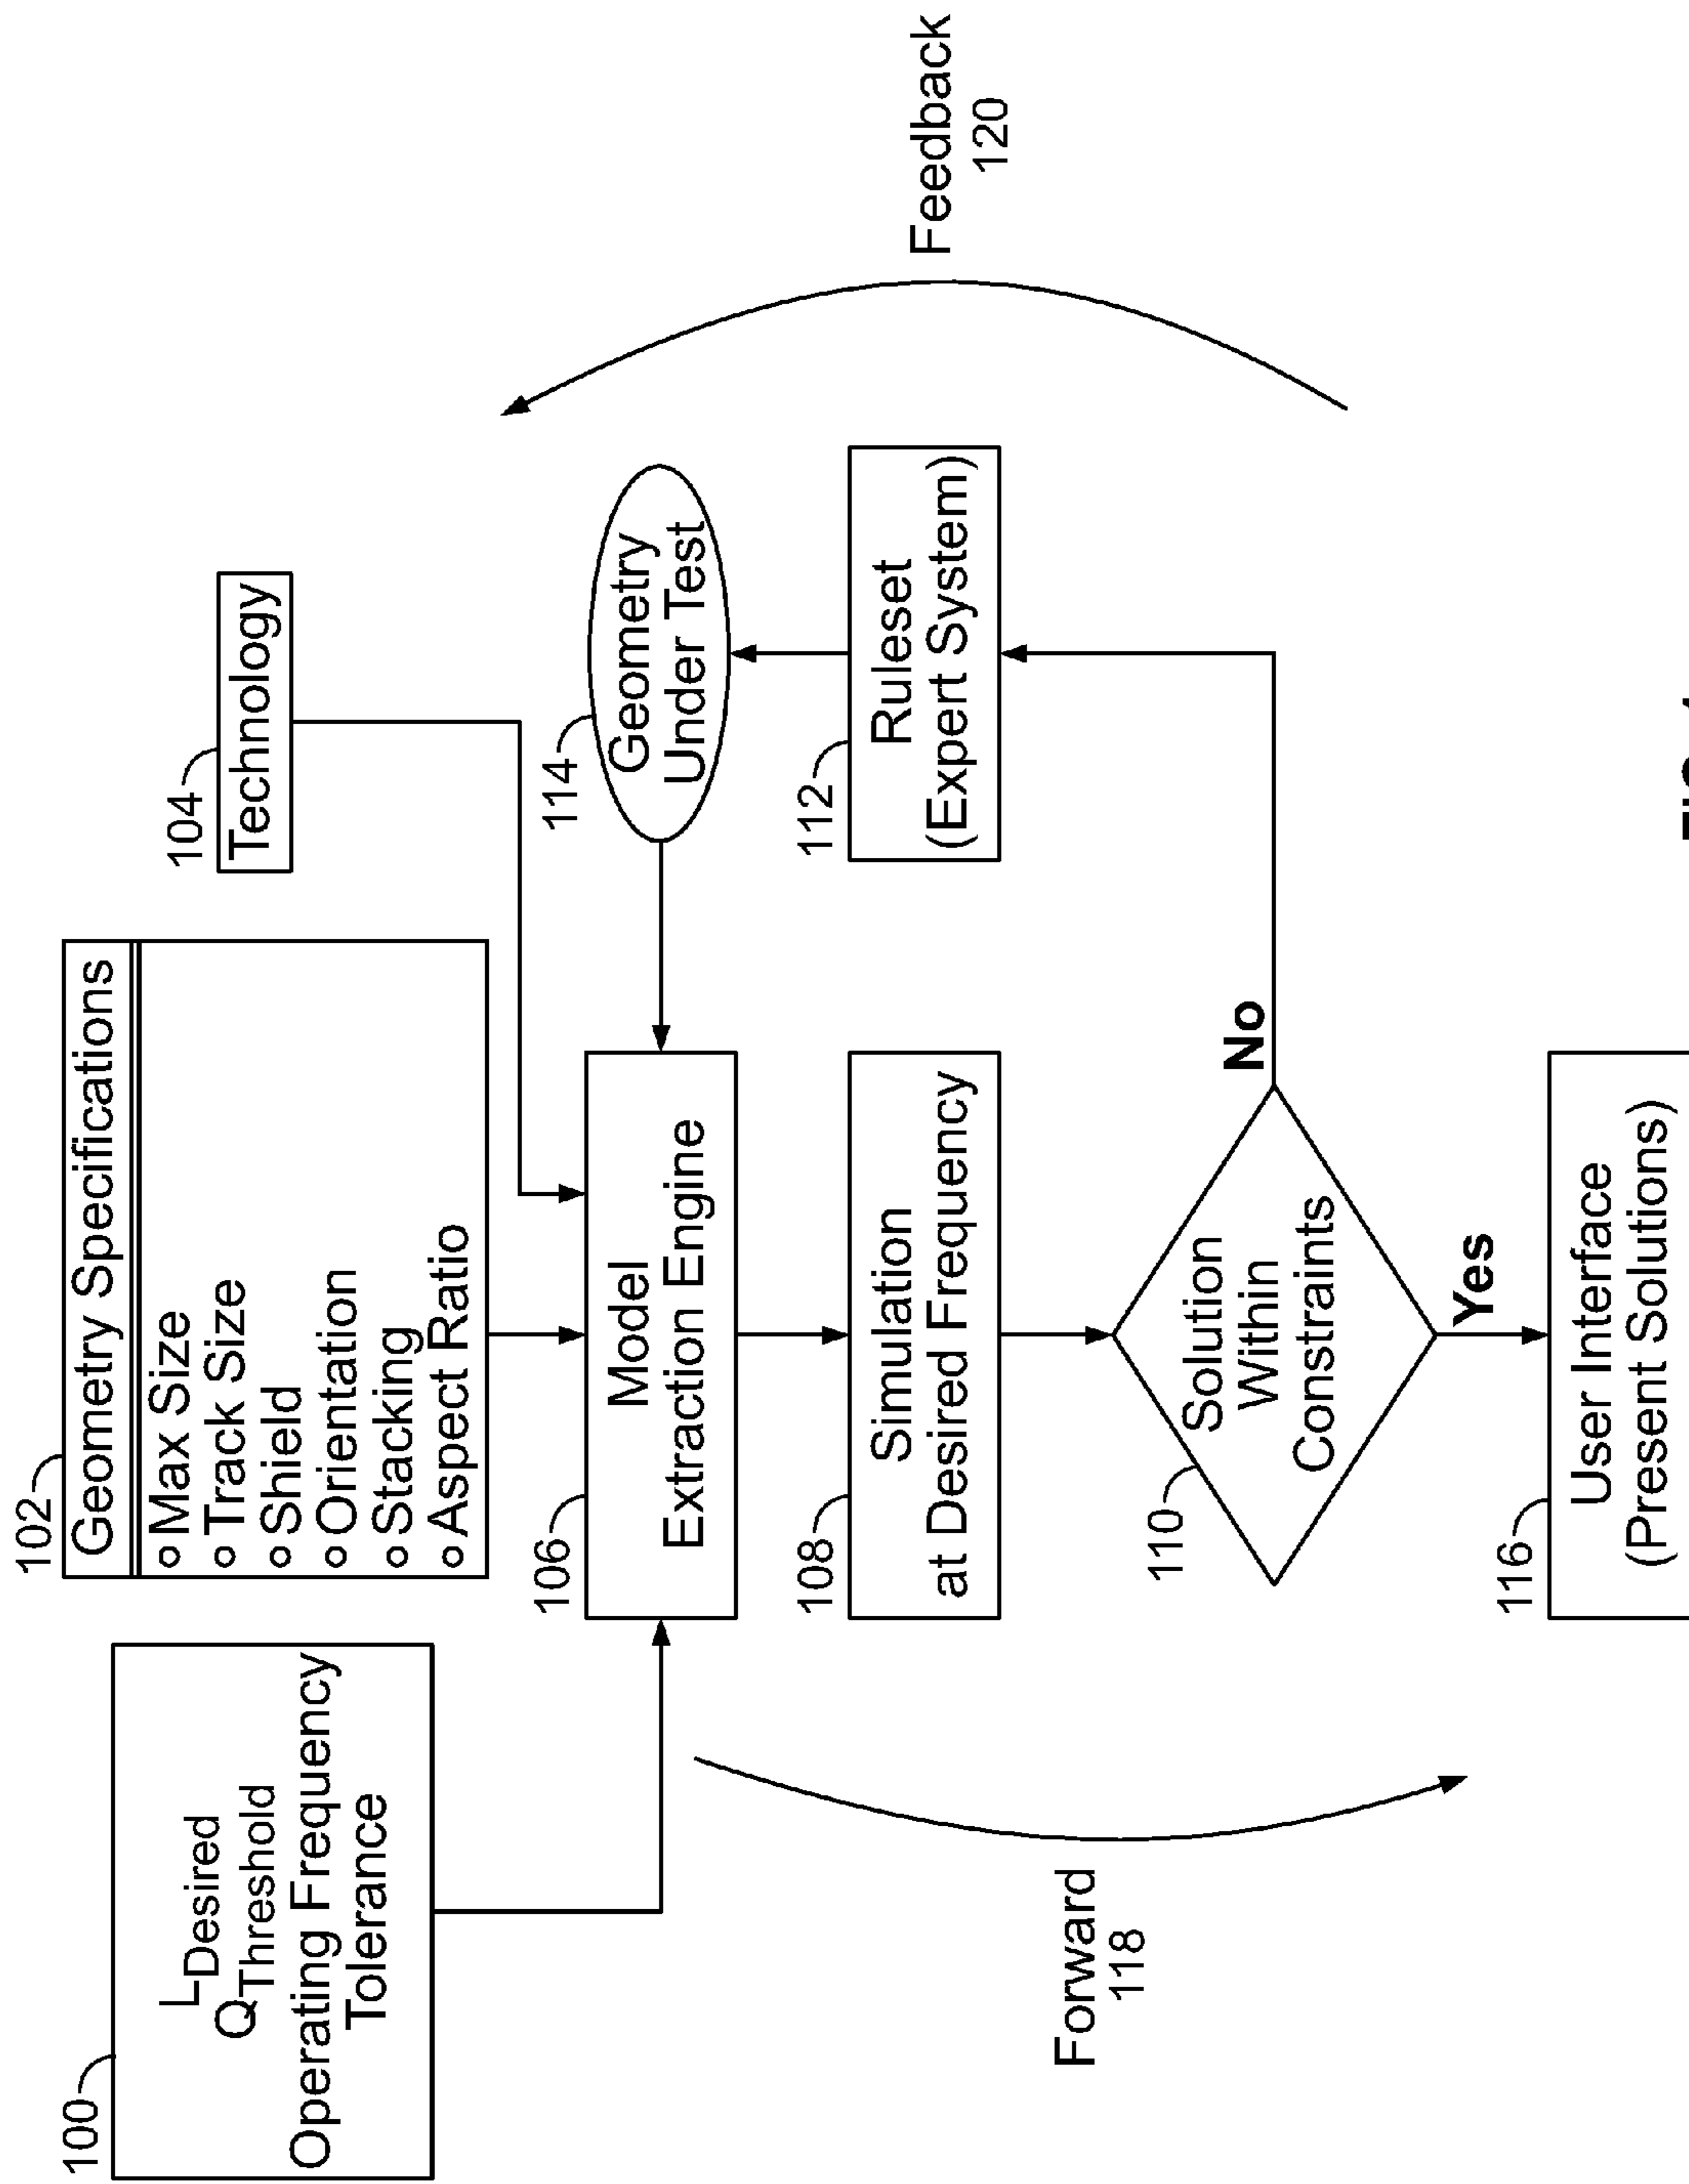 100
L Desired
Q Threshold
Operating Frequency
Tolerance
102
Geometry Specifications
o Max Size
o Track Size
o Shield
o Orientation
o Stacking
o Aspect Ratio
104
Technology
106
Model
Extraction Engine
114
Geometry
Under Test
108
Simulation
at Desired Frequency
112
Ruleset
(Expert System)
110
Solution
Within
Constraints
No
Yes
116
User Interface
(Present Solutions)
Forward
118
Feedback
120